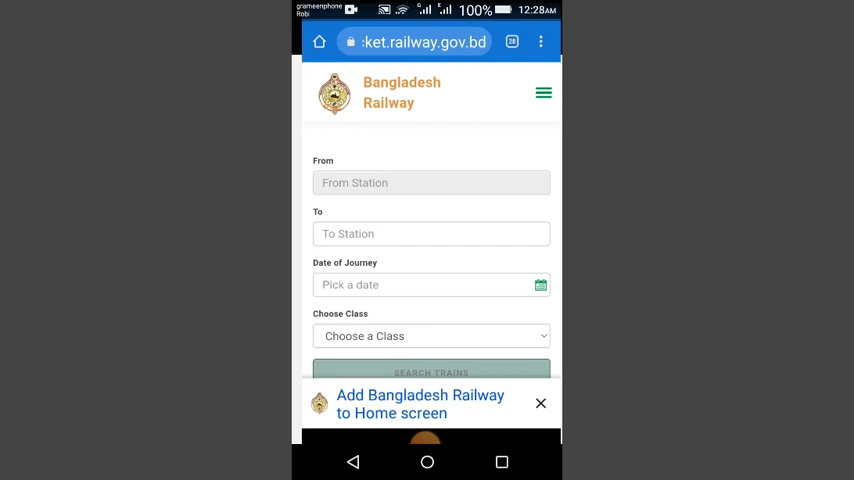 grameenphone
Robi
G
E
100%
12:28AM
:ket.railway.gov.bd
28
Bangladesh
Railway
From
From Station
To
To Station
Date of Journey
Pick a date
Choose Class
Choose a Class
SEARCH TRAINS
Add Bangladesh Railway
to Home screen